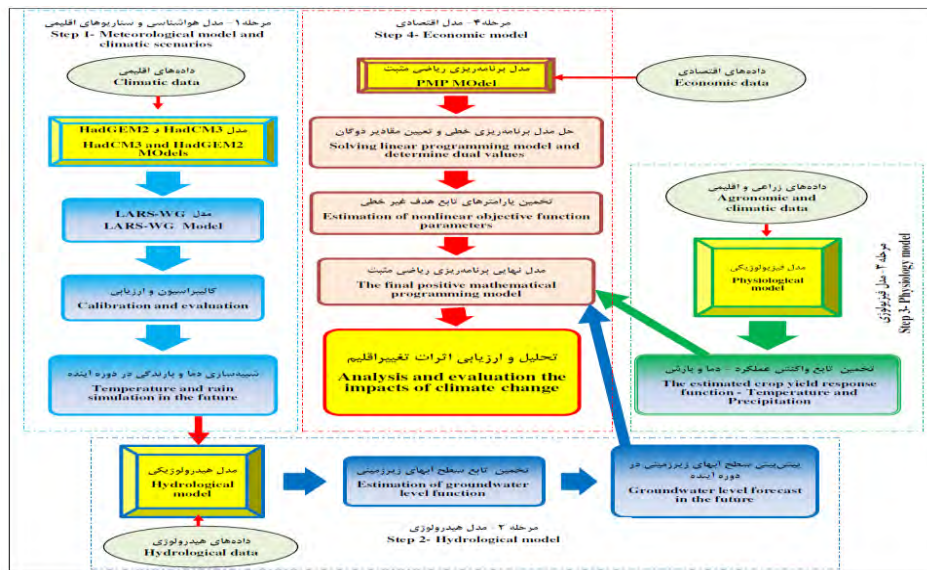 مرحله ۱- مدل هواشناسی و سناریوهای اقلیمی
Step 1- Meteorological model and
climatic scenarios
داده‌های اقلیمی
Climatic data
مدل HadCM3 و HadGEM2
HadCM3 and HadGEM2
MOdels
مدل LARS-WG
LARS-WG Model
کالیبراسیون و ارزیابی
Calibration and evaluation
شبیه‌سازی دما و بارندگی در دوره آینده
Temperature and rain
simulation in the future
مرحله ۴- مدل اقتصادی
Step 4- Economic model
مدل برنامه‌ریزی ریاضی مثبت
PMP MOdel
داده‌های اقتصادی
Economic data
حل مدل برنامه‌ریزی خطی و تعیین مقادیر دوگان
Solving linear programming model and
determine dual values
تخمین پارامترهای تابع هدف غیر خطی
Estimation of nonlinear objective function
parameters
مدل نهایی برنامه‌ریزی ریاضی مثبت
The final positive mathematical
programming model
تحلیل و ارزیابی اثرات تغییراقلیم
Analysis and evaluation the
impacts of climate change
داده‌های زراعی و اقلیمی
Agronomic and
climatic data
مدل فیزیولوژیکی
Physiological
model
تخمین تابع واکنش عملکرد - دما و بارش
The estimated crop yield response
function - Temperature and
Precipitation
مرحله ۳- مدل فیزیولوژی
Step 3- Physiology model
مدل هیدرولوژیکی
Hydrological
model
داده‌های هیدرولوژی
Hydrological data
تخمین تابع سطح آبهای زیرزمینی
Estimation of groundwater
level function
پیش‌بینی سطح آبهای زیرزمینی در
دوره آینده
Groundwater level forecast
in the future
مرحله ۲- مدل هیدرولوژی
Step 2- Hydrological model